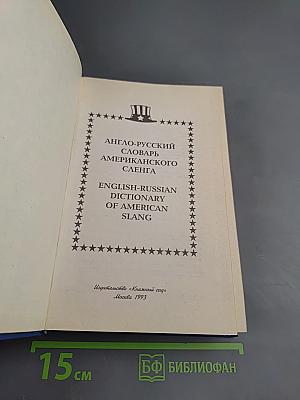 АНГЛО-РУССКИЙ
СЛОВАРЬ
АМЕРИКАНСКОГО
СЛЕНГА
ENGLISH-RUSSIAN
DICTIONARY
OF AMERICAN
SLANG
Издательство «Книжный сад»
Москва 1993
15 см
БФ БИБЛИОФАН